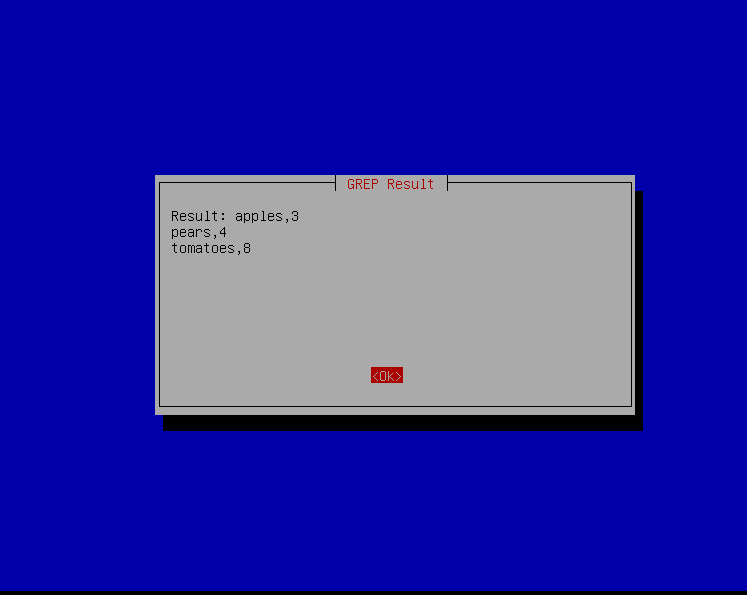 GREP Result
Result: apples,3
pears,4
tomatoes,8
<Ok>